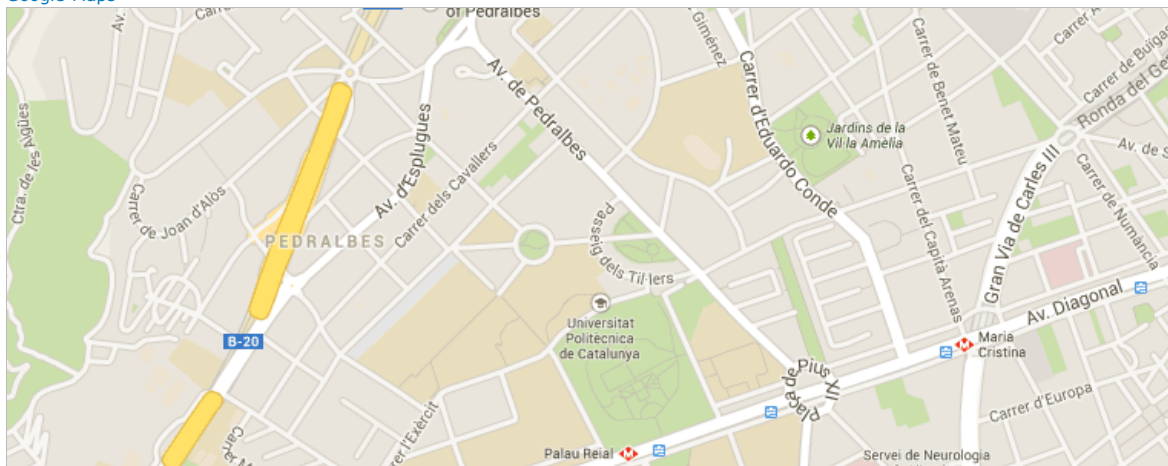 Google Maps
of Pedralbes
Av.
Giménez
Carrer de Benet Mateu
Carrer de Buïgas
Ronda del Ge
Av. de Pedralbes
Carrer d'Eduardo Conde
Jardins de la
Vil·la Amèlia
Av. de S
Ctra. de les Aigües
Av. d'Esplugues
Carrer dels Cavallers
Carrer de Joan d'Alòs
PEDRALBES
Passeig dels Til·lers
Carrer del Capità Arenas
Gran Via de Carles III
Carrer de Numància
Av. Diagonal
Universitat
Politècnica
de Catalunya
B-20
Maria
Cristina
plaça de Pius XII
Carrer d'Europa
Carrer
r l'Exèrcit
Palau Reial
Servei de Neurologia